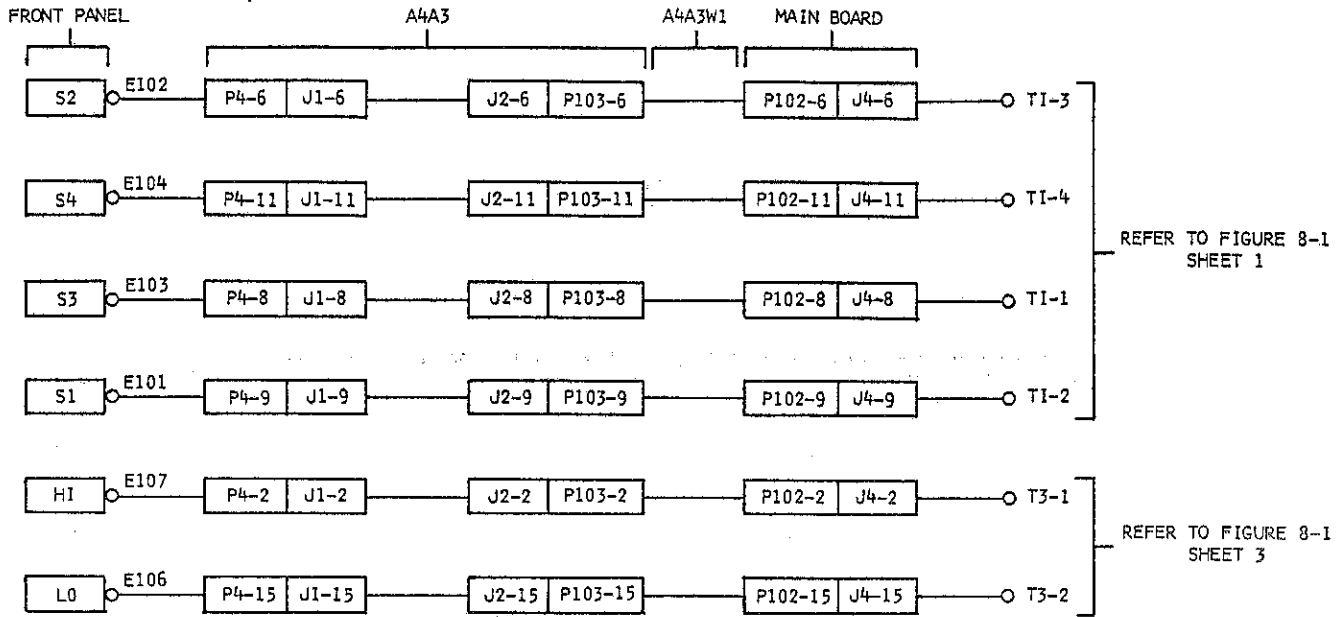 FRONT PANEL A4A3 A4A3W1 MAIN BOARD
S2 E102 P4-6 J1-6 J2-6 P103-6 P102-6 J4-6 TI-3
S4 E104 P4-11 J1-11 J2-11 P103-11 P102-11 J4-11 TI-4
S3 E103 P4-8 J1-8 J2-8 P103-8 P102-8 J4-8 TI-1
REFER TO FIGURE 8-1
SHEET 1
S1 E101 P4-9 J1-9 J2-9 P103-9 P102-9 J4-9 TI-2
HI E107 P4-2 J1-2 J2-2 P103-2 P102-2 J4-2 T3-1
REFER TO FIGURE 8-1
SHEET 3
LO E106 P4-15 JI-15 J2-15 P103-15 P102-15 J4-15 T3-2